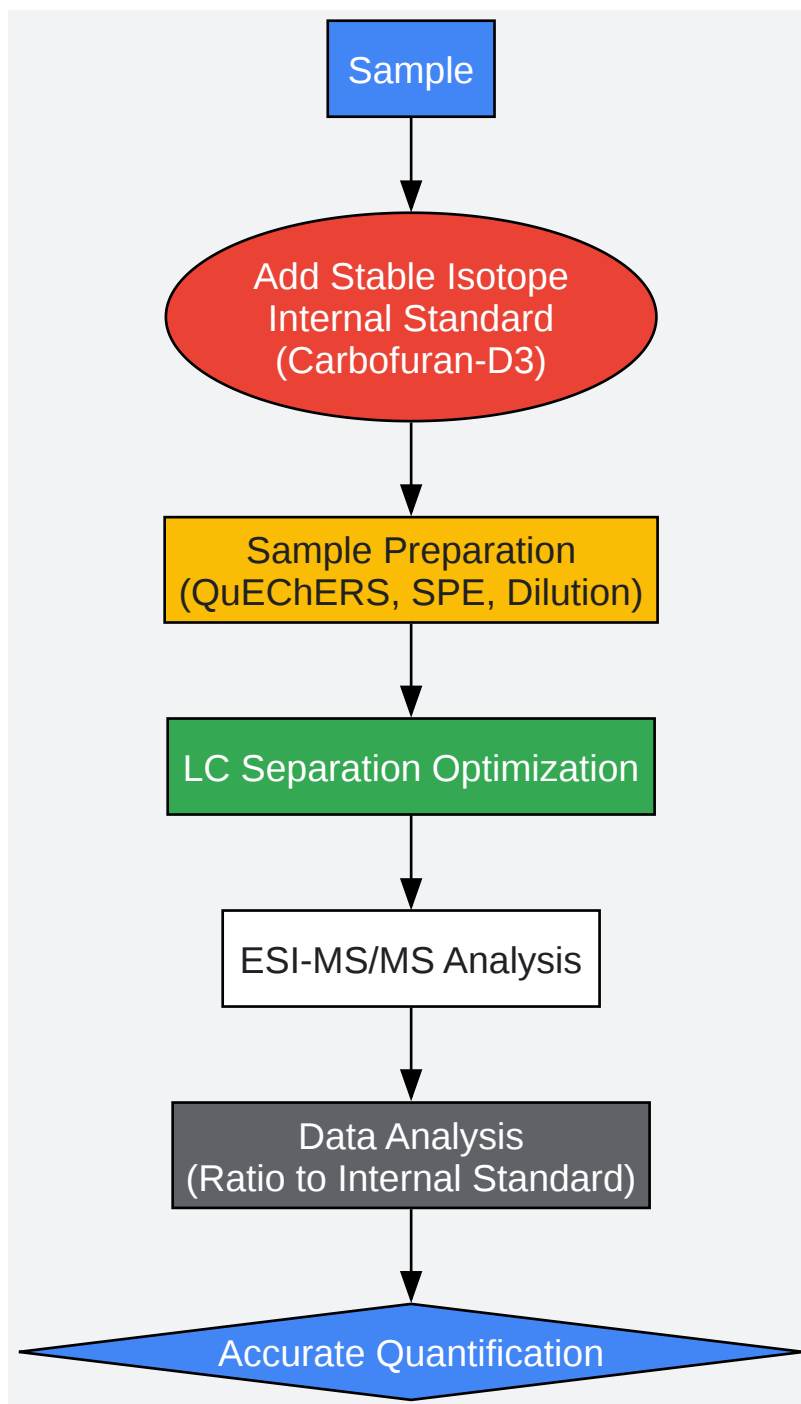 Sample
Add Stable Isotope
Internal Standard
(Carbofuran-D3)
Sample Preparation
(QuEChERS, SPE, Dilution)
LC Separation Optimization
ESI-MS/MS Analysis
Data Analysis
(Ratio to Internal Standard)
Accurate Quantification